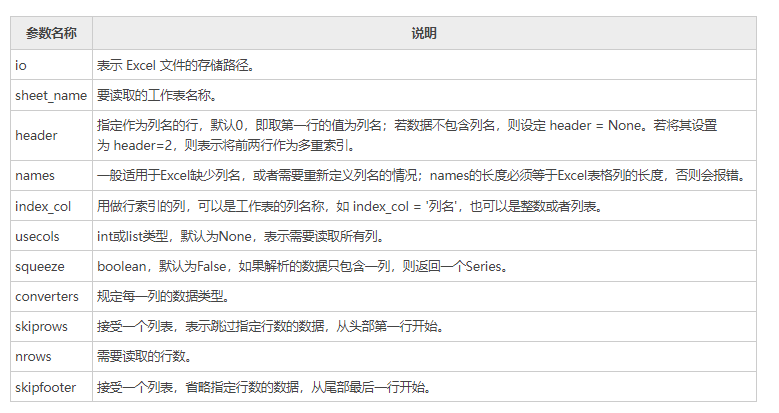 参数名称 说明
io 表示 Excel 文件的存储路径。
sheet_name 要读取的工作表名称。
header 指定作为列名的行，默认0，即取第一行的值为列名；若数据不包含列名，则设定 header = None。若将其设置
为 header=2，则表示将前两行作为多重索引。
names 一般适用于Excel缺少列名，或者需要重新定义列名的情况；names的长度必须等于Excel表格列的长度，否则会报错。
index_col 用做行索引的列，可以是工作表的列名称，如 index_col = '列名'，也可以是整数或者列表。
usecols int或list类型，默认为None，表示需要读取所有列。
squeeze boolean，默认为False，如果解析的数据只包含一列，则返回一个Series。
converters 规定每一列的数据类型。
skiprows 接受一个列表，表示跳过指定行数的数据，从头部第一行开始。
nrows 需要读取的行数。
skipfooter 接受一个列表，省略指定行数的数据，从尾部最后一行开始。